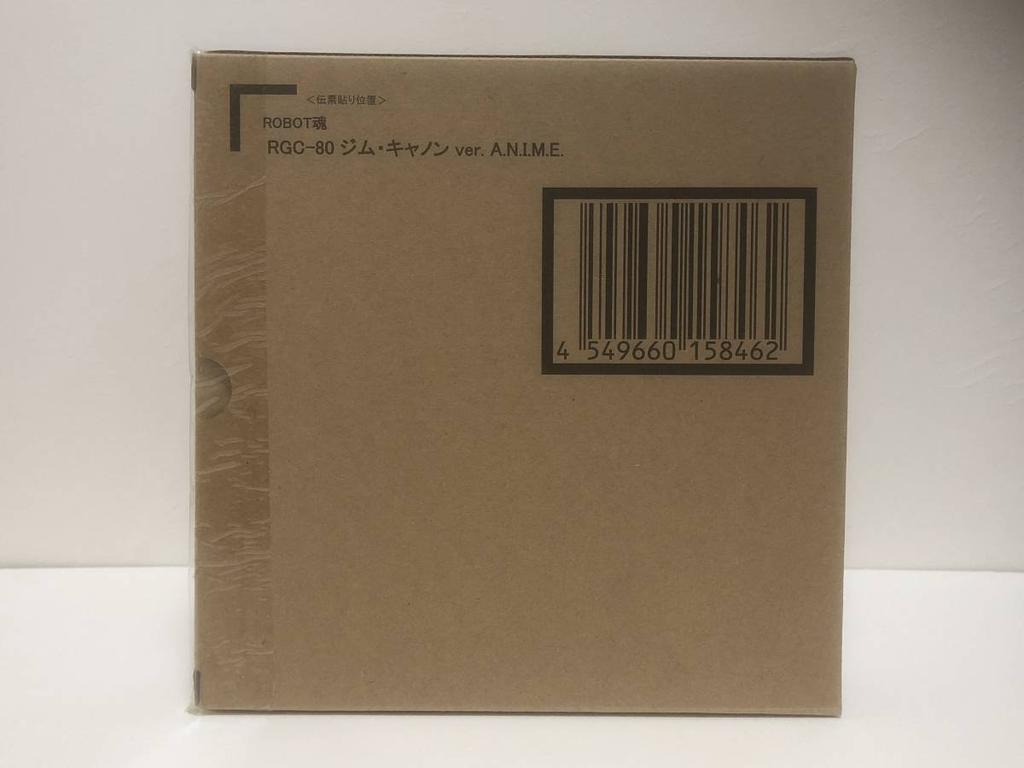 ＜伝票貼り位置＞
ROBOT魂
RGC-80 ジム・キャノン ver. A.N.I.M.E.
4 549660 158462